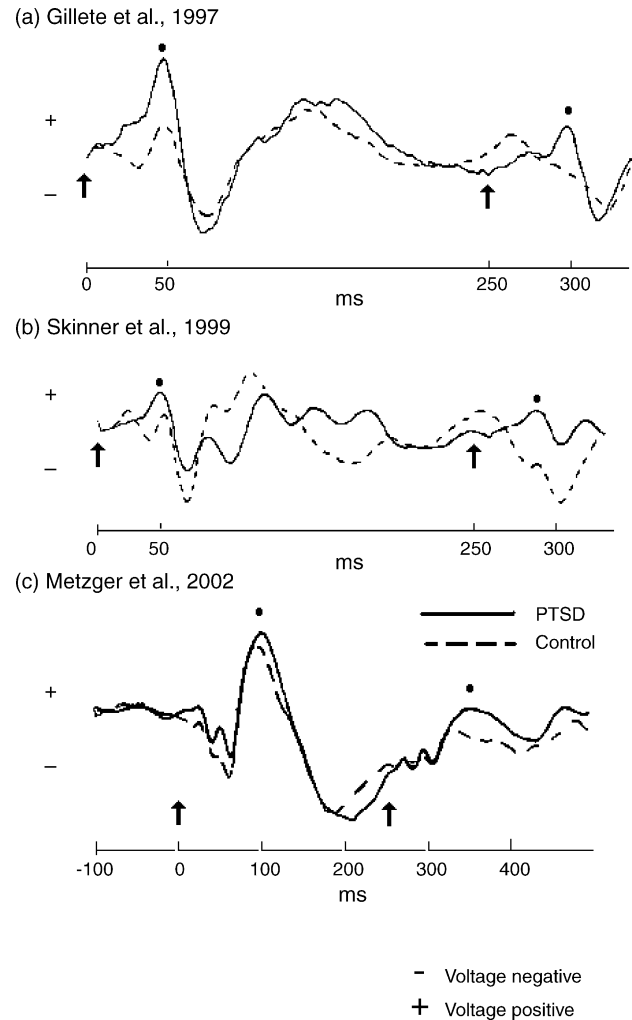 (a) Gillete et al., 1997
+
–
0 50 250 300
ms
(b) Skinner et al., 1999
+
–
0 50 250 300
ms
(c) Metzger et al., 2002
PTSD
Control
+
–
-100 0 100 200 300 400
ms
- Voltage negative
+ Voltage positive